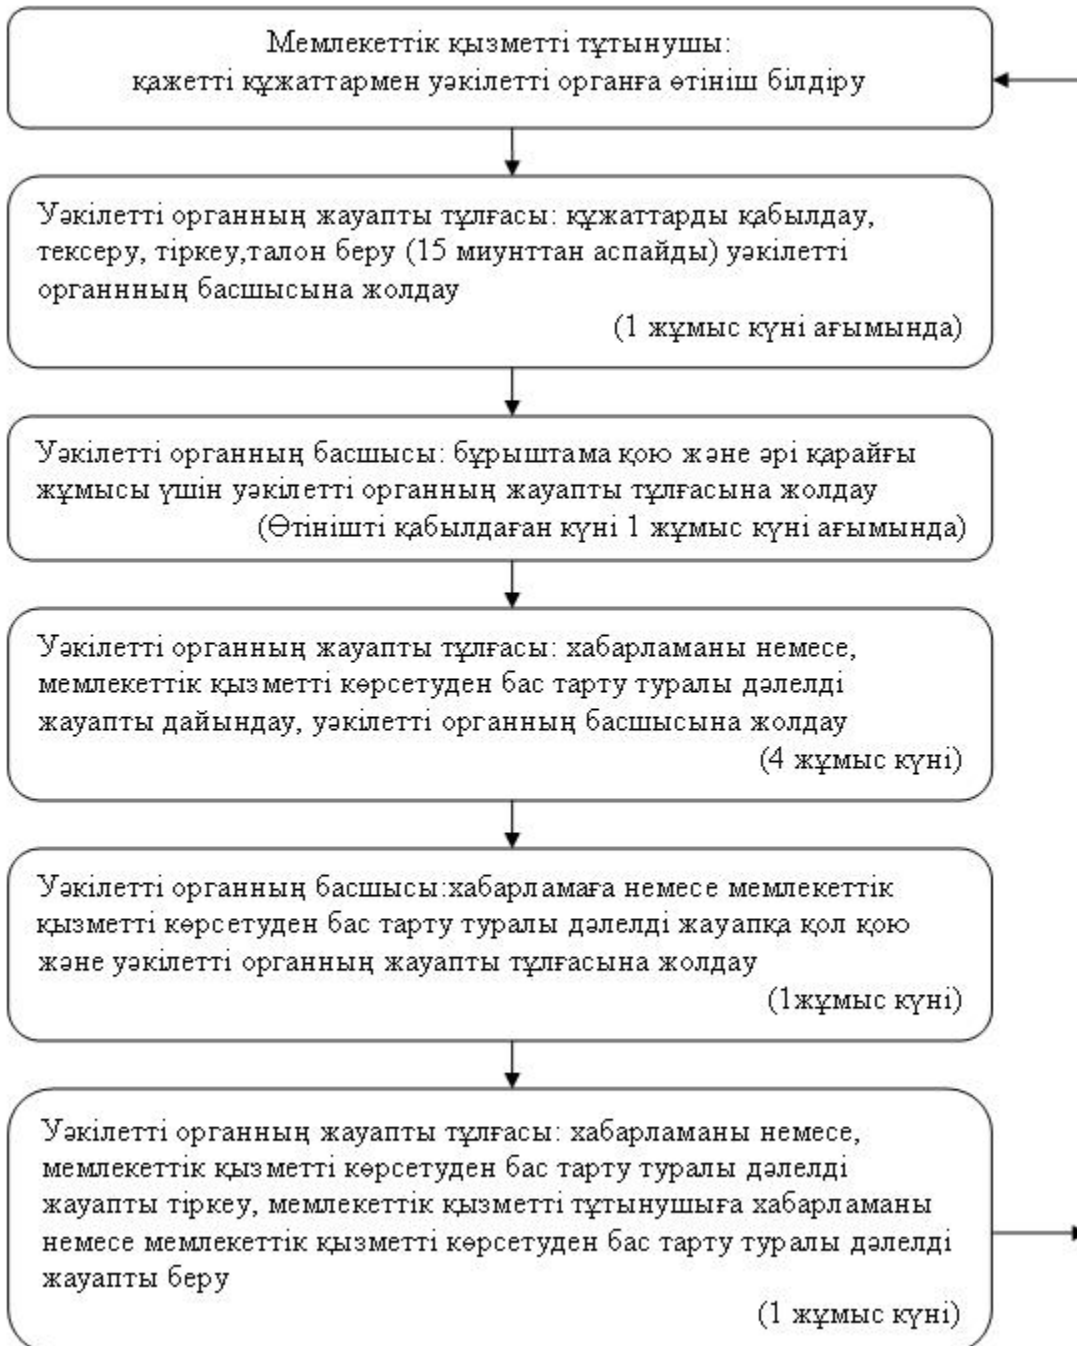 Мемлекеттік қызметті тұтынушы:
қажетті құжаттармен уәкілетті органға өтініш білдіру
Уәкілетті органның жауапты тұлғасы: құжаттарды қабылдау,
тексеру, тіркеу,талон беру (15 миунттан аспайды) уәкілетті
органнның басшысына жолдау
(1 жұмыс күні ағымында)
Уәкілетті органның басшысы: бұрыштама қою және әрі қарайғы
жұмысы үшін уәкілетті органның жауапты тұлғасына жолдау
(Өтінішті қабылдаған күні 1 жұмыс күні ағымында)
Уәкілетті органның жауапты тұлғасы: хабарламаны немесе,
мемлекеттік қызметті көрсетуден бас тарту туралы дәлелді
жауапты дайындау, уәкілетті органның басшысына жолдау
(4 жұмыс күні)
Уәкілетті органның басшысы:хабарламаға немесе мемлекеттік
қызметті көрсетуден бас тарту туралы дәлелді жауапқа қол қою
және уәкілетті органның жауапты тұлғасына жолдау
(1жұмыс күні)
Уәкілетті органның жауапты тұлғасы: хабарламаны немесе,
мемлекеттік қызметті көрсетуден бас тарту туралы дәлелді
жауапты тіркеу, мемлекеттік қызметті тұтынушыға хабарламаны
немесе мемлекеттік қызметті көрсетуден бас тарту туралы дәлелді
жауапты беру
(1 жұмыс күні)